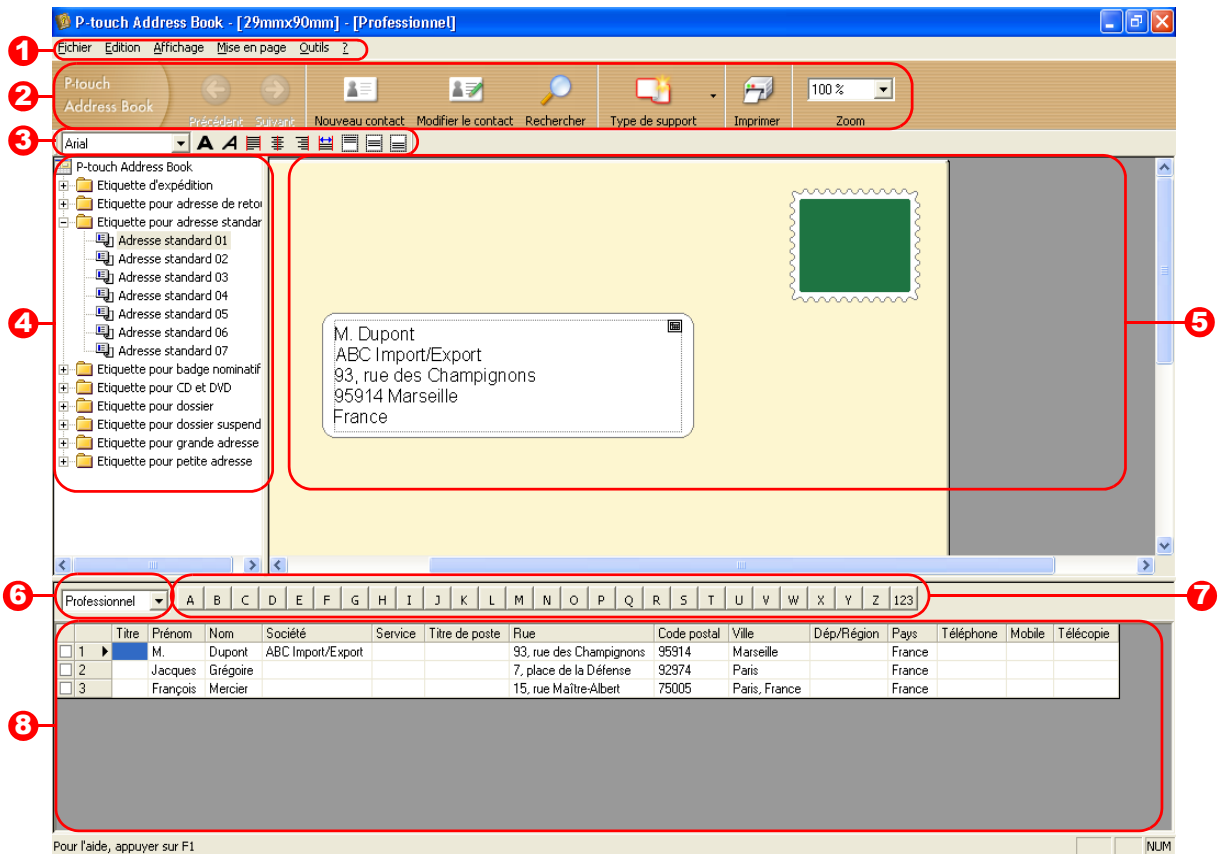 P-touch Address Book - [29mmx90mm] - [Professionnel]
1
Fichier Edition Affichage Mise en page Outils ?
2
P-touch
Address Book
Précédent Suivant Nouveau contact Modifier le contact Rechercher Type de support Imprimer 100 % Zoom
3
Arial A A
4
P-touch Address Book
Etiquette d'expédition
Etiquette pour adresse de retou
Etiquette pour adresse standar
Adresse standard 01
Adresse standard 02
Adresse standard 03
Adresse standard 04
Adresse standard 05
Adresse standard 06
Adresse standard 07
Etiquette pour badge nominatif
Etiquette pour CD et DVD
Etiquette pour dossier
Etiquette pour dossier suspend
Etiquette pour grande adresse
Etiquette pour petite adresse
5
M. Dupont
ABC Import/Export
93, rue des Champignons
95914 Marseille
France
6
Professionnel
A B C D E F G H I J K L M N O P Q R S T U V W X Y Z 123
7
8
Titre Prénom Nom Société Service Titre de poste Rue Code postal Ville Dép/Région Pays Téléphone Mobile Télécopie
1 M. Dupont ABC Import/Export 93, rue des Champignons 95914 Marseille France
2 Jacques Grégoire 7, place de la Défense 92974 Paris France
3 François Mercier 15, rue Maître-Albert 75005 Paris, France France
Pour l'aide, appuyer sur F1
NUM